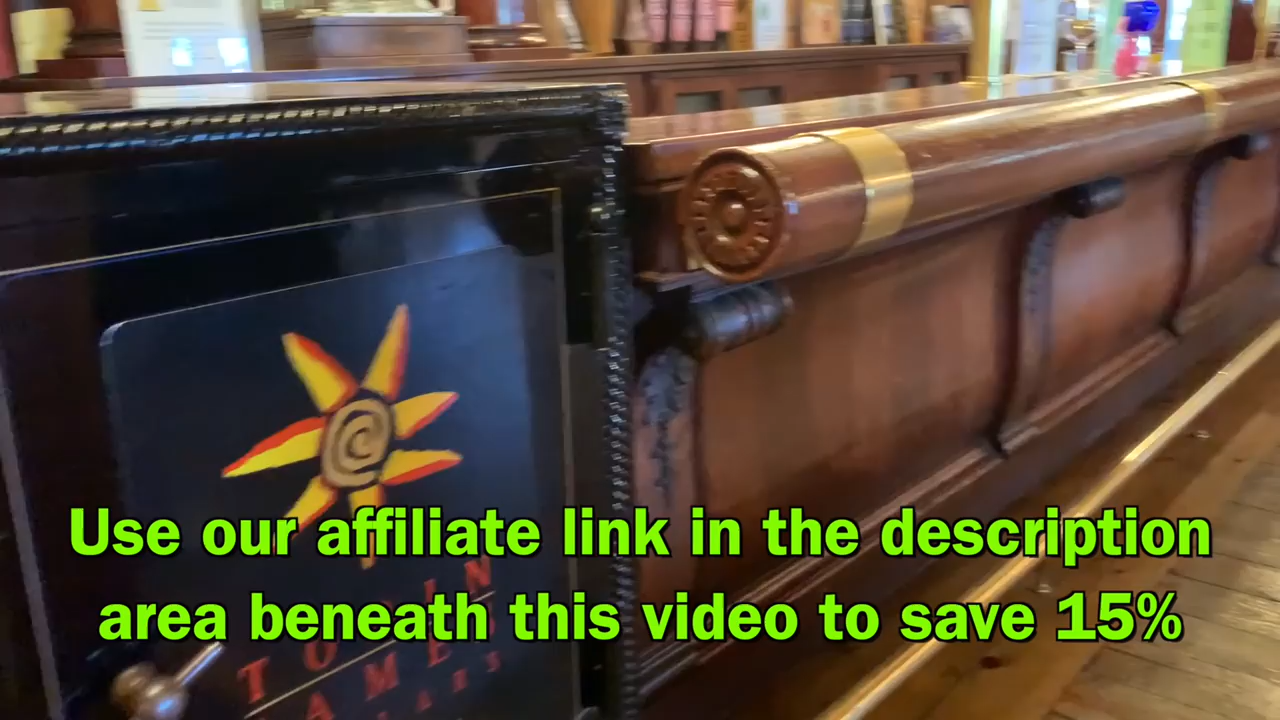 Use our affiliate link in the description
area beneath this video to save 15%